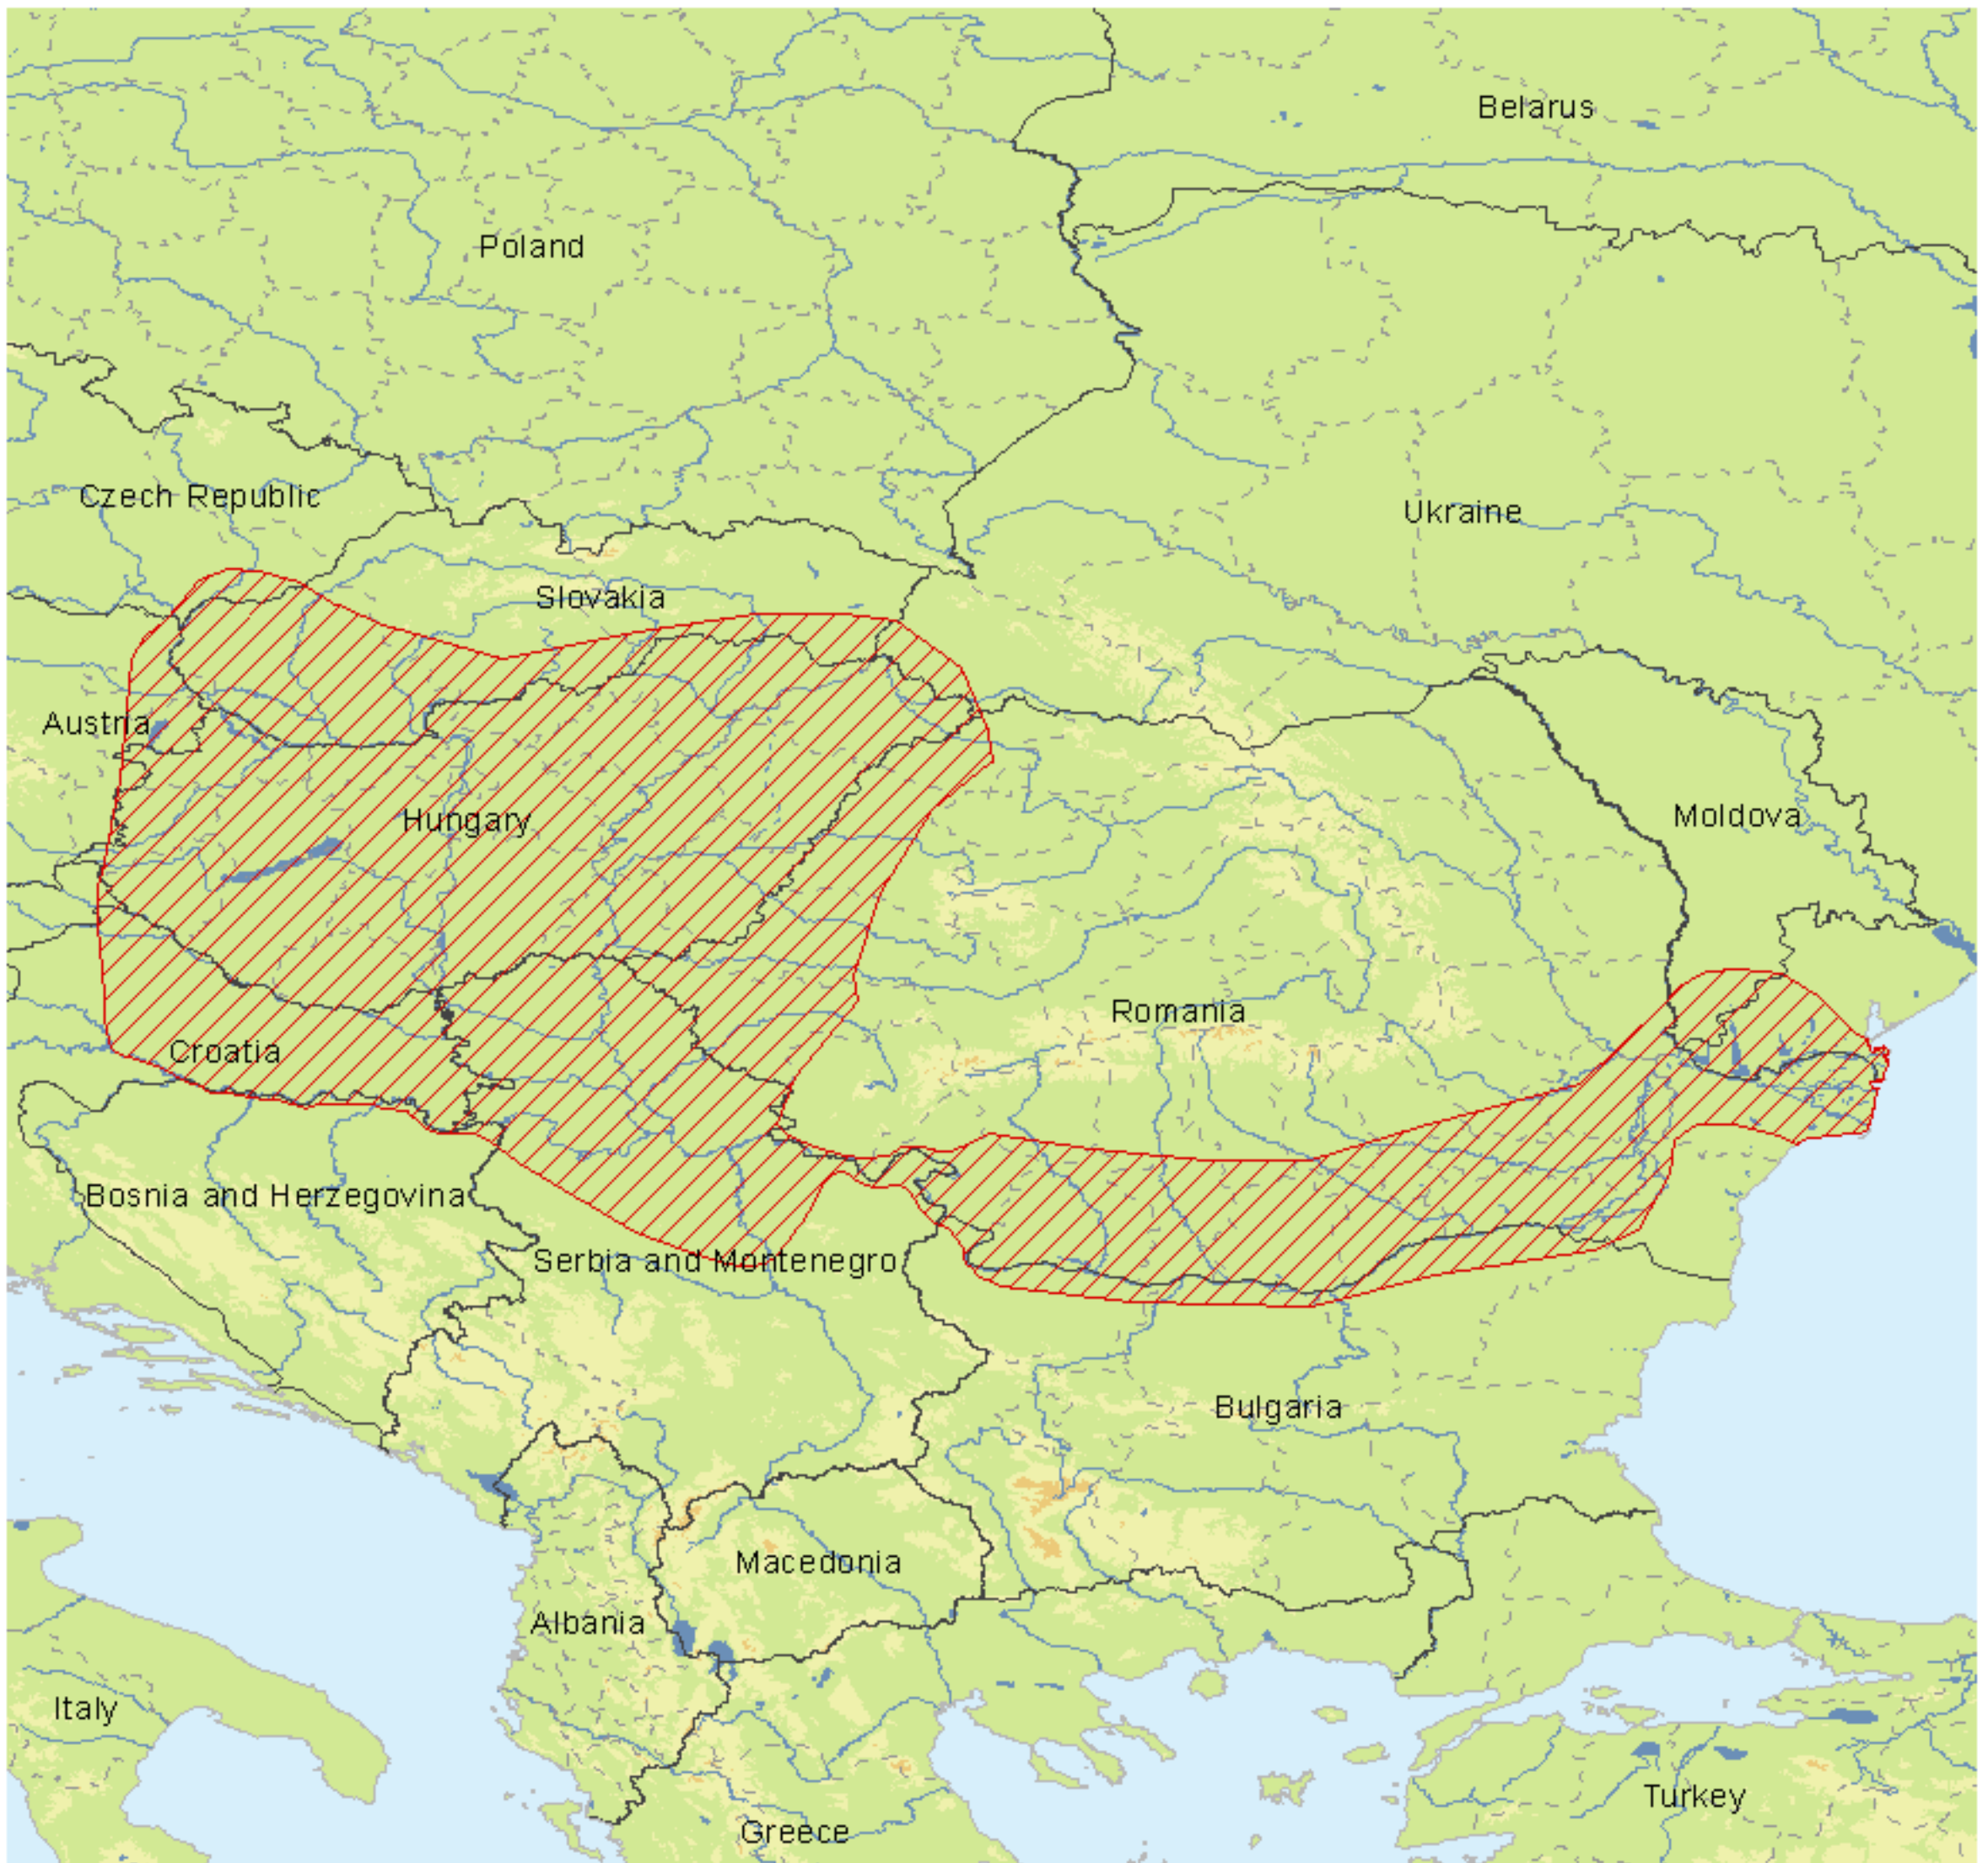 Belarus
Poland
Czech Republic
Ukraine
Slovakia
Austria
Hungary
Moldova
Romania
Croatia
Bosnia and Herzegovina
Serbia and Montenegro
Bulgaria
Macedonia
Albania
Italy
Turkey
Greece